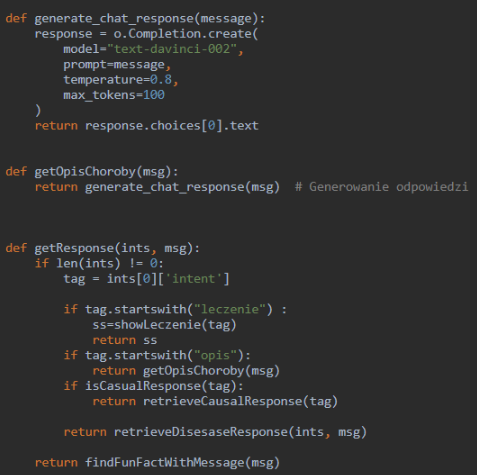 def generate_chat_response(message):
    response = o.Completion.create(
        model="text-davinci-002",
        prompt=message,
        temperature=0.8,
        max_tokens=100
    )
    return response.choices[0].text
def getOpisChoroby(msg):
    return generate_chat_response(msg)  # Generowanie odpowiedzi
def getResponse(ints, msg):
    if len(ints) != 0:
        tag = ints[0]['intent']
        if tag.startswith("leczenie") :
            ss=showLeczenie(tag)
            return ss
        if tag.startswith("opis"):
            return getOpisChoroby(msg)
        if isCasualResponse(tag):
            return retrieveCausalResponse(tag)
        return retrieveDisesaseResponse(ints, msg)
    return findFunFactWithMessage(msg)